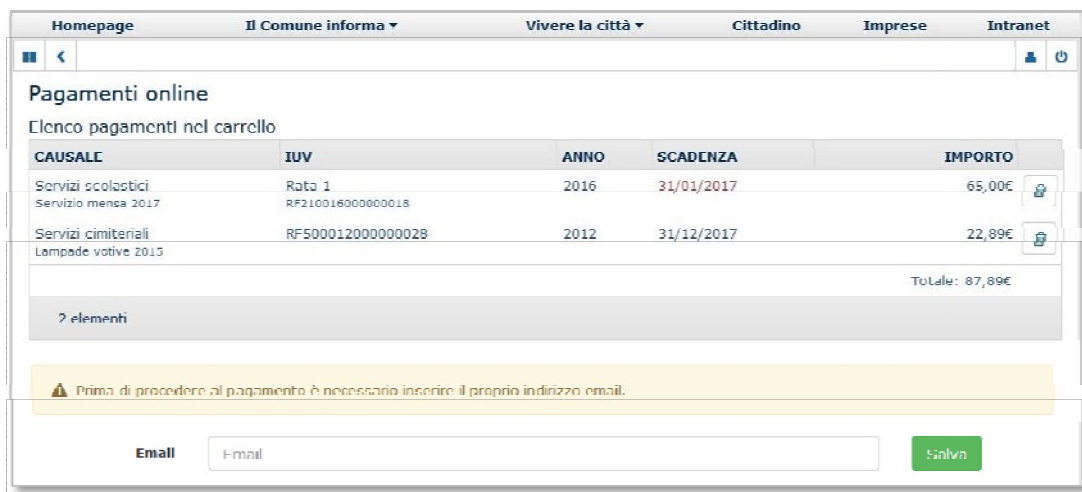 Homepage Il Comune informa Vivere la città Cittadino Imprese Intranet
Pagamenti online
Elenco pagamenti nel carrello
CAUSALE IUV ANNO SCADENZA IMPORTO
Servizi scolastici Rata 1 2016 31/01/2017 65,00€
Servizio mensa 2017 RF210016000000018
Servizi cimiteriali RF500012000000028 2012 31/12/2017 22,89€
Lampade votive 2015
Totale: 87,89€
2 elementi
Prima di procedere al pagamento è necessario inserire il proprio indirizzo email.
Email Email Salva